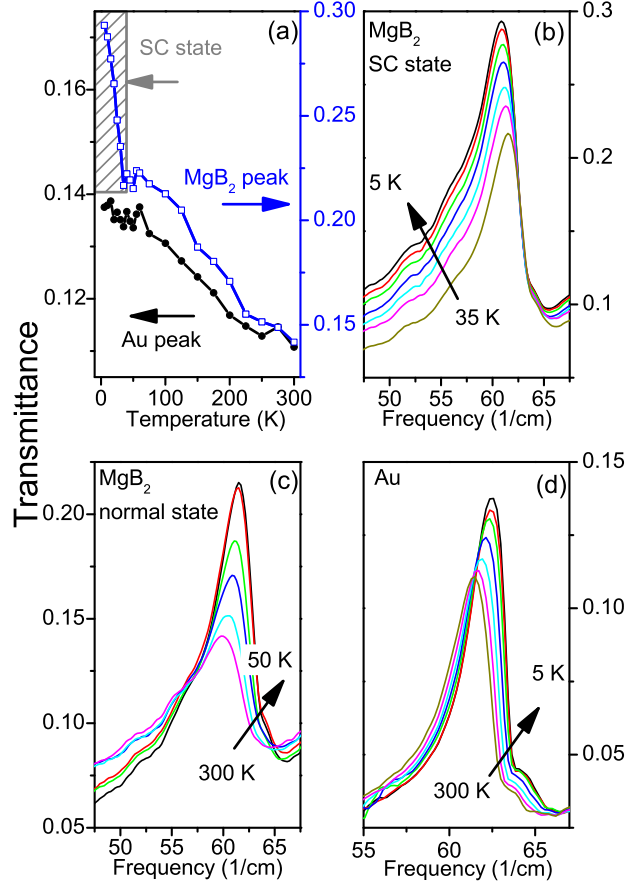 Transmittance
(a)
SC state
MgB2 peak
Au peak
0.16
0.14
0.12
0.30
0.25
0.20
0.15
0 50 100 150 200 250 300
Temperature (K)
(b)
MgB2
SC state
5 K
35 K
0.3
0.2
0.1
50 55 60 65
Frequency (1/cm)
(c)
MgB2
normal state
50 K
300 K
0.20
0.15
0.10
0.05
50 55 60 65
Frequency (1/cm)
(d)
Au
5 K
300 K
0.15
0.10
0.05
55 60 65
Frequency (1/cm)